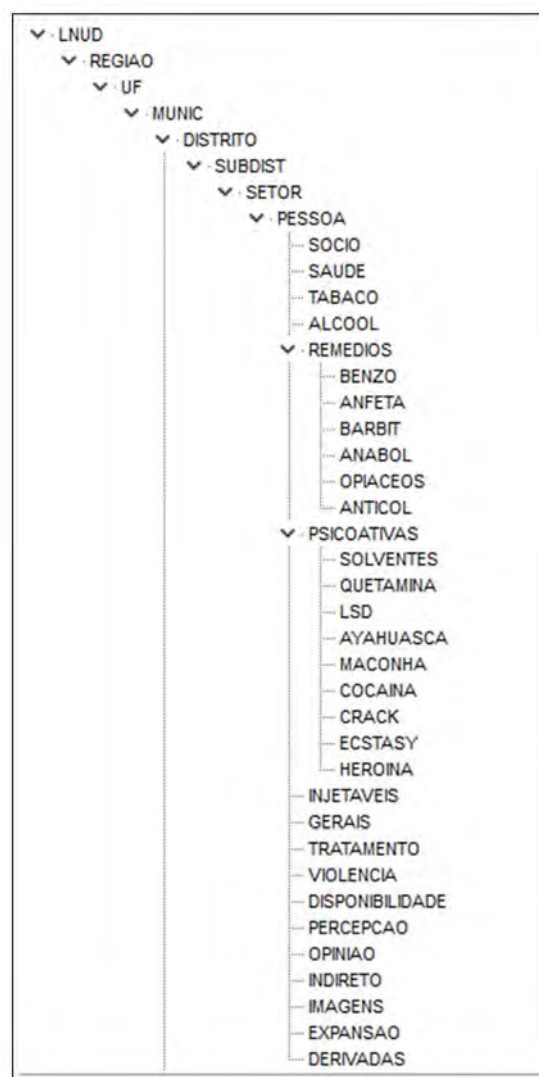 LNUD
REGIAO
UF
MUNIC
DISTRITO
SUBDIST
SETOR
PESSOA
SOCIO
SAUDE
TABACO
ALCOOL
REMEDIOS
BENZO
ANFETA
BARBIT
ANABOL
OPIACEOS
ANTICOL
PSICOATIVAS
SOLVENTES
QUETAMINA
LSD
AYAHUASCA
MACONHA
COCAINA
CRACK
ECSTASY
HEROINA
INJETAVEIS
GERAIS
TRATAMENTO
VIOLENCIA
DISPONIBILIDADE
PERCEPCAO
OPINIAO
INDIRETO
IMAGENS
EXPANSAO
DERIVADAS